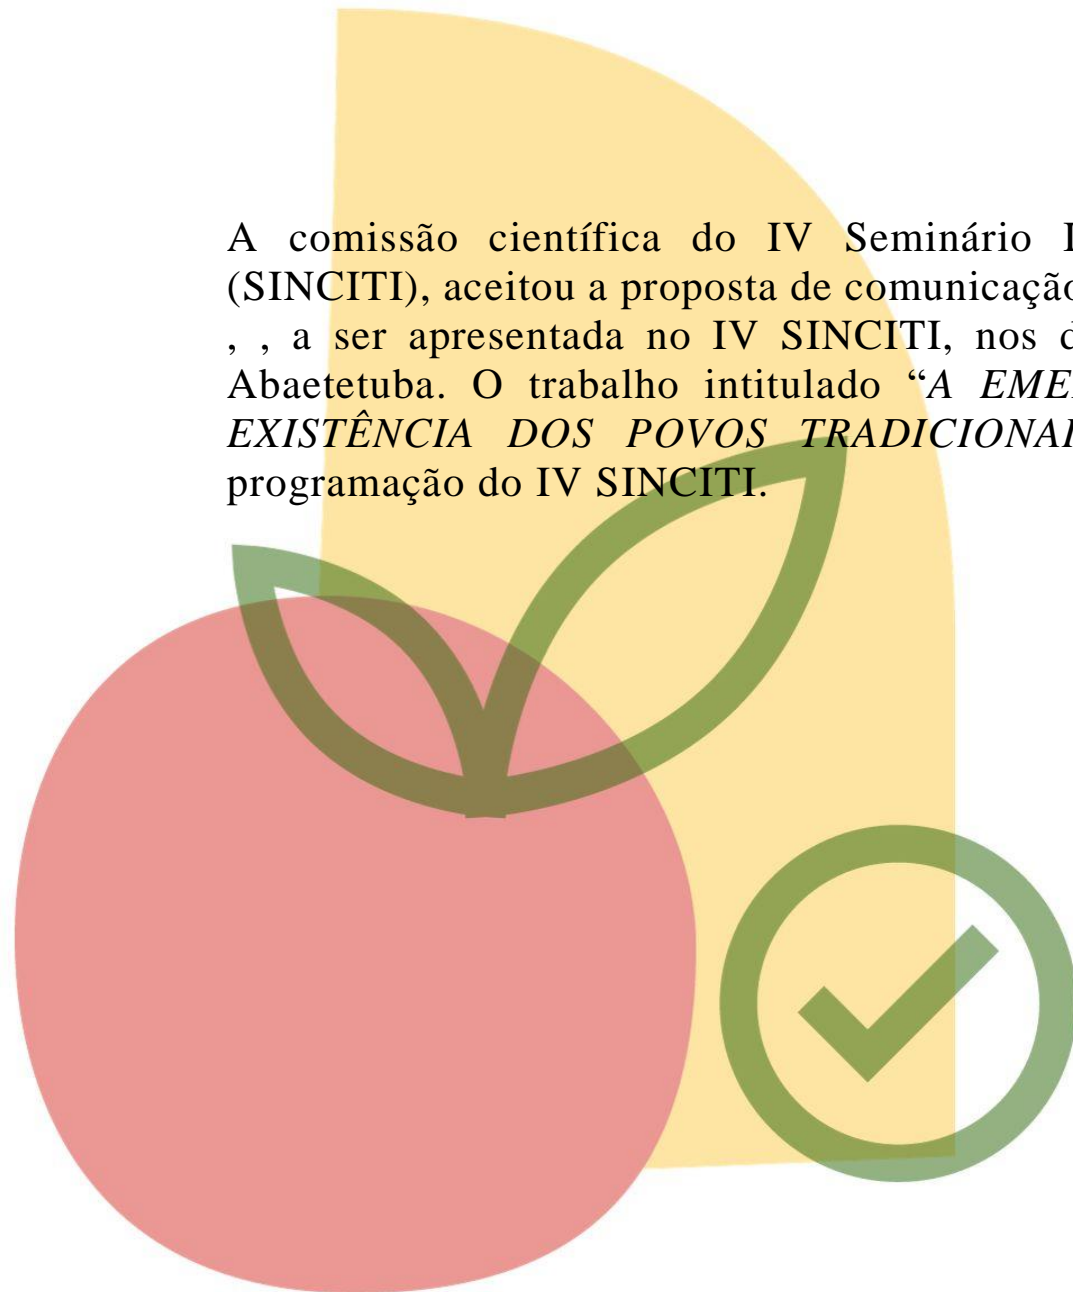 A comissão científica do IV Seminário I
(SINCITI), aceitou a proposta de comunicação
, , a ser apresentada no IV SINCITI, nos d
Abaetetuba. O trabalho intitulado “A EME
EXISTÊNCIA DOS POVOS TRADICIONAI
programação do IV SINCITI.